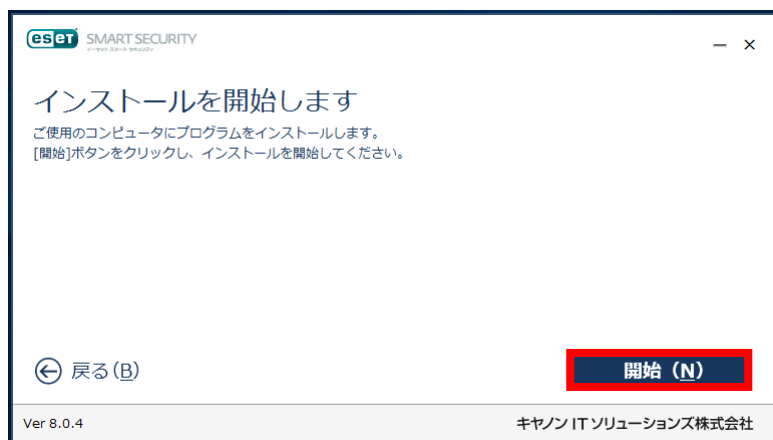 eset SMART SECURITY
イーセット スマート セキュリティ
インストールを開始します
ご使用のコンピュータにプログラムをインストールします。
[開始]ボタンをクリックし、インストールを開始してください。
戻る(B)
開始（N）
Ver 8.0.4
キヤノン ITソリューションズ株式会社